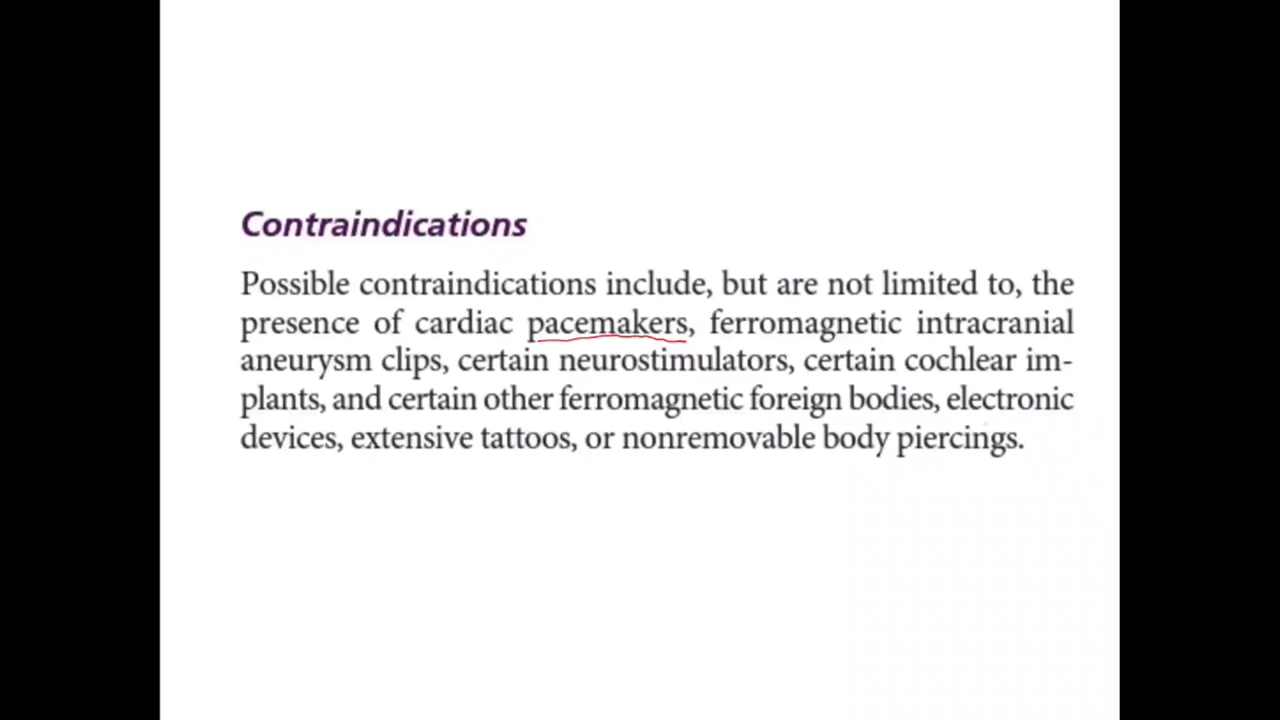 Contraindications
Possible contraindications include, but are not limited to, the
presence of cardiac pacemakers, ferromagnetic intracranial
aneurysm clips, certain neurostimulators, certain cochlear im-
plants, and certain other ferromagnetic foreign bodies, electronic
devices, extensive tattoos, or nonremovable body piercings.